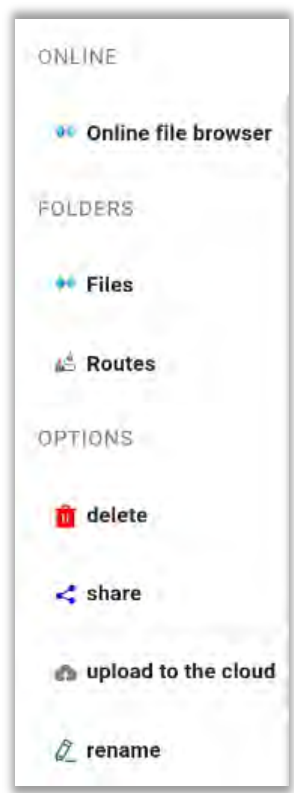 ONLINE
Online file browser
FOLDERS
Files
Routes
OPTIONS
delete
share
upload to the cloud
rename